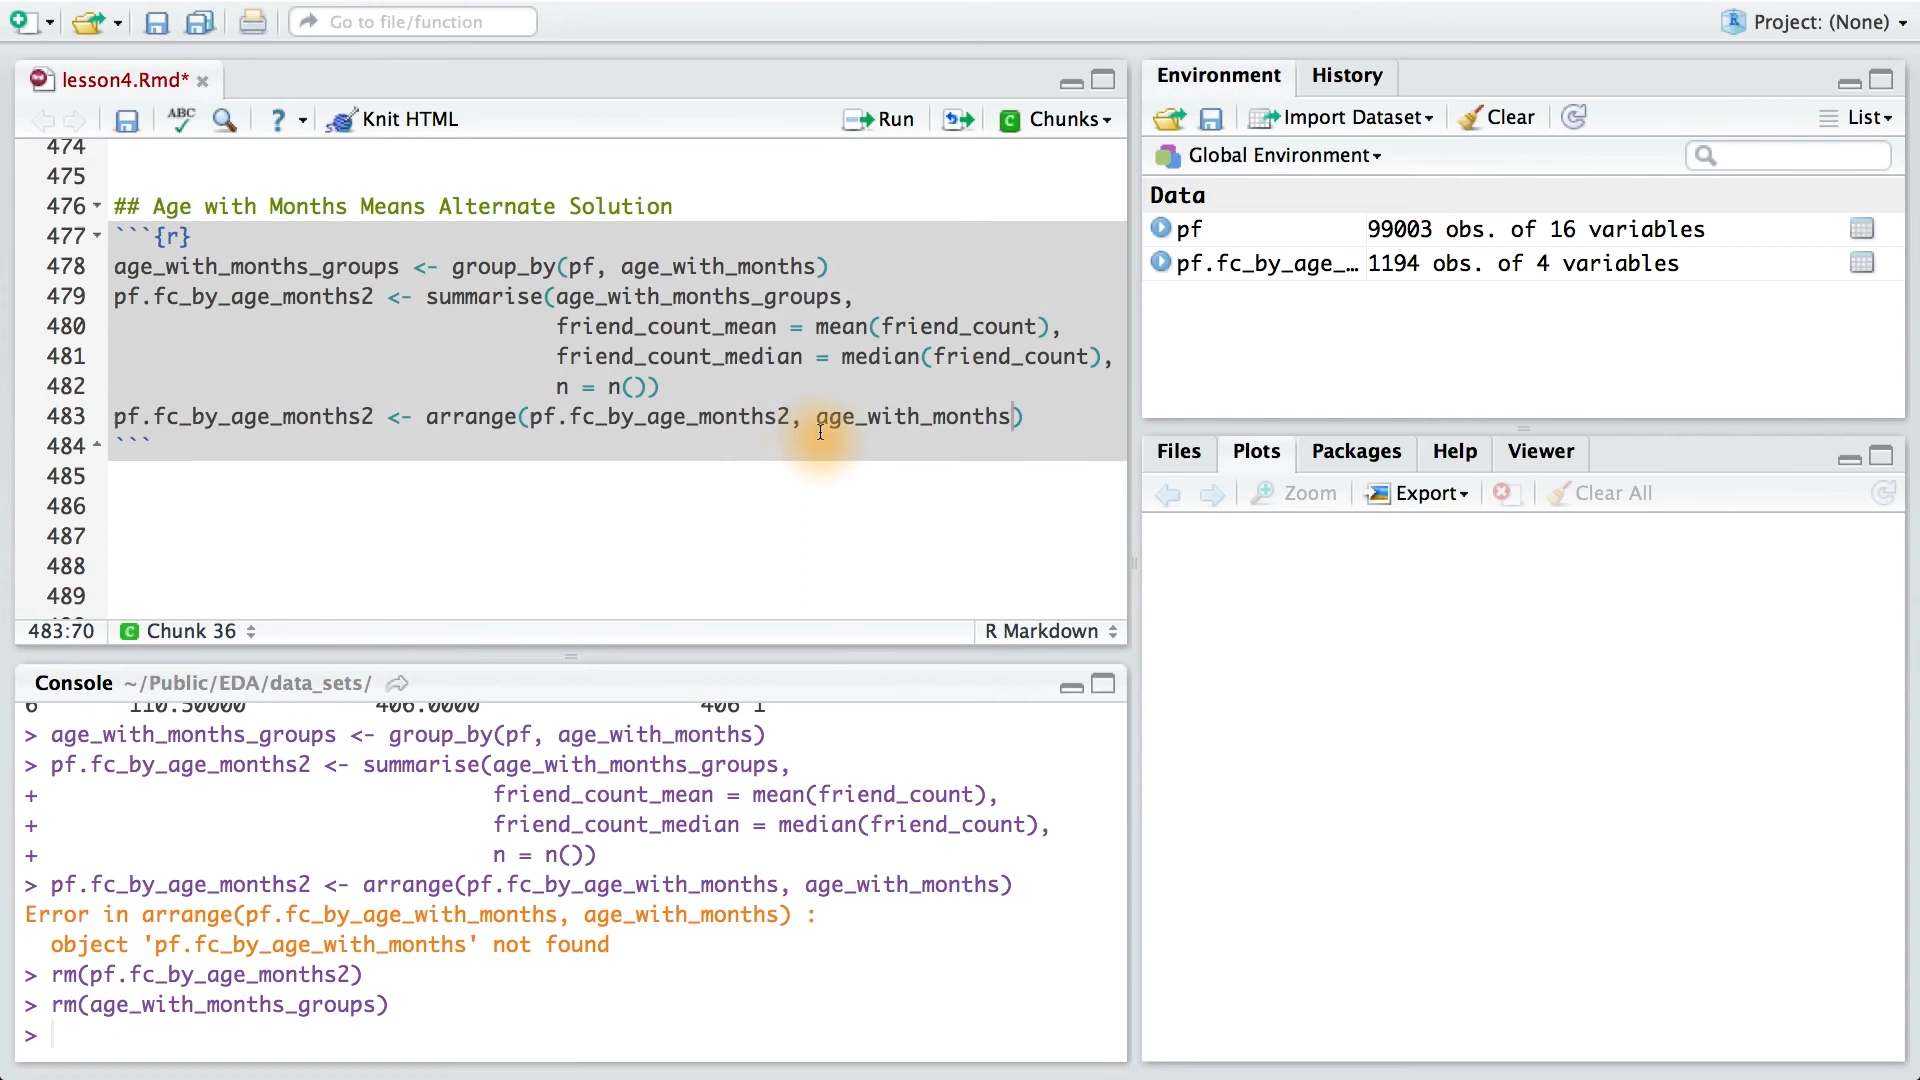 Go to file/function
Project: (None)
lesson4.Rmd*
ABC
?
Knit HTML
Run
Chunks
474
475
476 ## Age with Months Means Alternate Solution
477 ```{r}
478 age_with_months_groups <- group_by(pf, age_with_months)
479 pf.fc_by_age_months2 <- summarise(age_with_months_groups,
480 friend_count_mean = mean(friend_count),
481 friend_count_median = median(friend_count),
482 n = n())
483 pf.fc_by_age_months2 <- arrange(pf.fc_by_age_months2, age_with_months)
484 ```
485
486
487
488
489
483:70
C Chunk 36
R Markdown
Console ~/Public/EDA/data_sets/
6 110.50000 406.0000 406 1
> age_with_months_groups <- group_by(pf, age_with_months)
> pf.fc_by_age_months2 <- summarise(age_with_months_groups,
+ friend_count_mean = mean(friend_count),
+ friend_count_median = median(friend_count),
+ n = n())
> pf.fc_by_age_months2 <- arrange(pf.fc_by_age_with_months, age_with_months)
Error in arrange(pf.fc_by_age_with_months, age_with_months) :
object 'pf.fc_by_age_with_months' not found
> rm(pf.fc_by_age_months2)
> rm(age_with_months_groups)
>
Environment History
Import Dataset Clear List
Global Environment
Data
pf 99003 obs. of 16 variables
pf.fc_by_age_… 1194 obs. of 4 variables
Files Plots Packages Help Viewer
Zoom Export Clear All